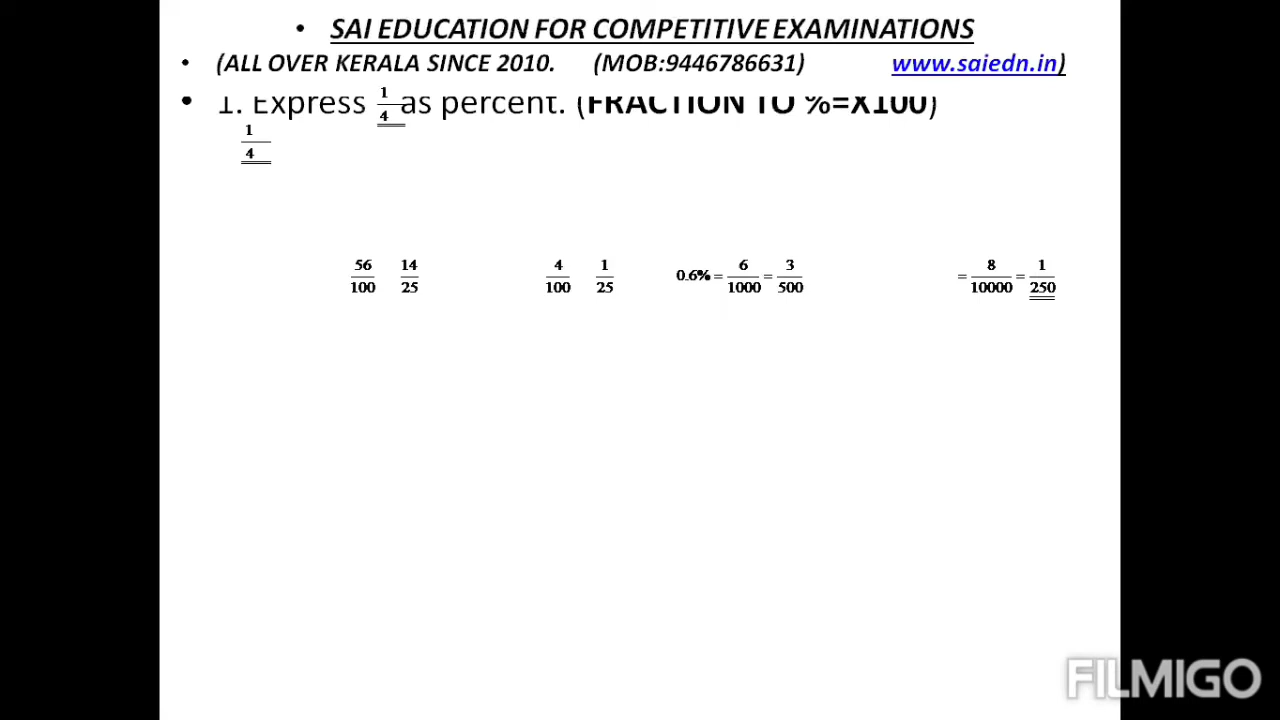 • SAI EDUCATION FOR COMPETITIVE EXAMINATIONS
• (ALL OVER KERALA SINCE 2010. (MOB:9446786631) www.saiedn.in)
• 1. Express 1/4 as percent. (FRACTION TO %=X100)
1/4
56/100 14/25 4/100 1/25 0.6% = 6/1000 = 3/500 = 8/10000 = 1/250
FILMIGO